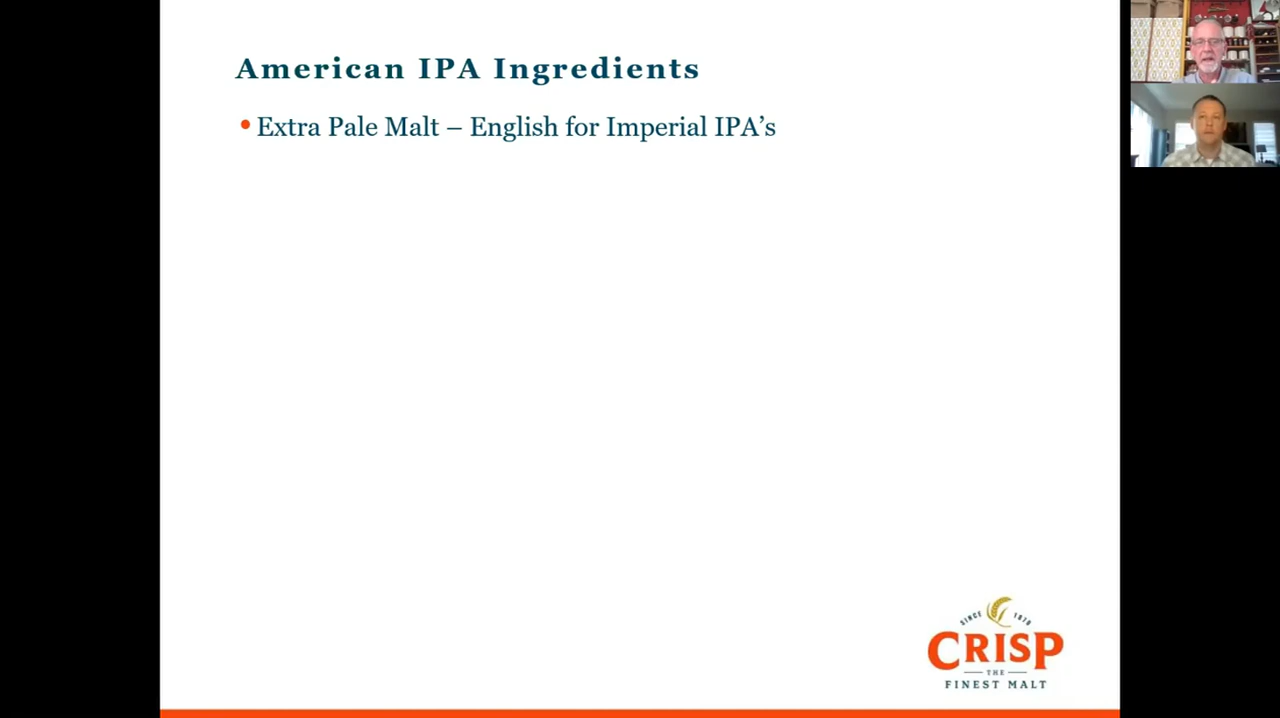 American IPA Ingredients
• Extra Pale Malt – English for Imperial IPA’s
SINCE 1870
CRISP
THE
FINEST MALT